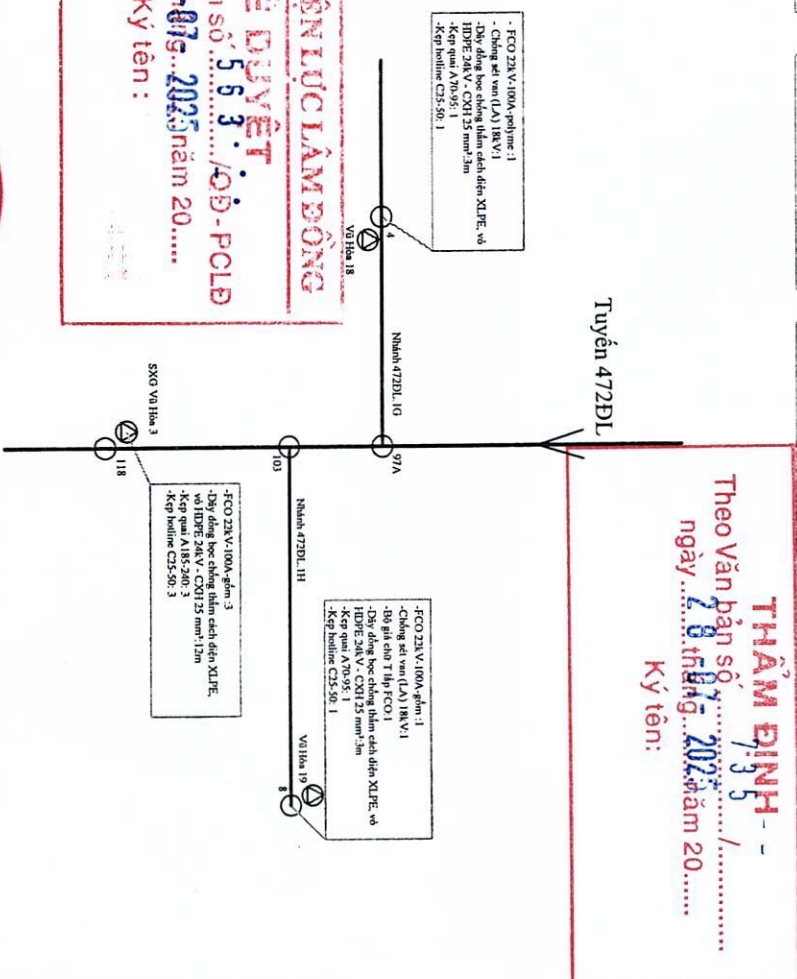 THẨM ĐỊNH
Theo Văn bản số 735 /
ngày 28 tháng -07- 2025 năm 20......
Ký tên:
Tuyến 472ĐL
- FCO 22kV-100A-polyme :1
- Chống sét van (LA) 18kV:1
-Dây đồng bọc chống thấm cách điện XLPE, vỏ
HDPE 24kV - CXH 25 mm²:3m
-Kẹp quai A70-95: 1
-Kẹp hotline C25-50: 1
4
Vũ Hòa 18
Nhánh 472ĐL.1G
97A
103
Nhánh 472ĐL.1H
-FCO 22kV-100A-gốm :1
-Chống sét van (LA) 18kV:1
-Bộ giá chữ T lắp FCO:1
-Dây đồng bọc chống thấm cách điện XLPE, vỏ
HDPE 24kV - CXH 25 mm²:3m
-Kẹp quai A70-95: 1
-Kẹp hotline C25-50: 1
Vũ Hòa 19
8
SXG Vũ Hòa 3
118
-FCO 22kV-100A-gốm :3
-Dây đồng bọc chống thấm cách điện XLPE,
vỏ HDPE 24kV - CXH 25 mm²:12m
-Kẹp quai A185-240: 3
-Kẹp hotline C25-50: 3
LỰC LÂM ĐỒNG
DUYỆT
số 563 /QĐ-PCLĐ
-07- 2025 năm 20......
Ký tên :